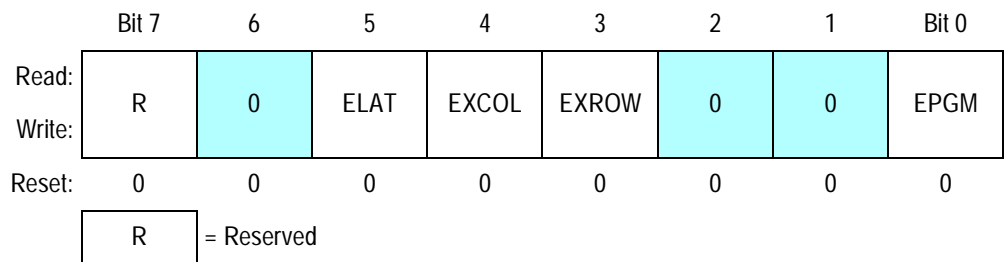 Bit 7 6 5 4 3 2 1 Bit 0
Read:
R 0 ELAT EXCOL EXROW 0 0 EPGM
Write:
Reset: 0 0 0 0 0 0 0 0
R = Reserved